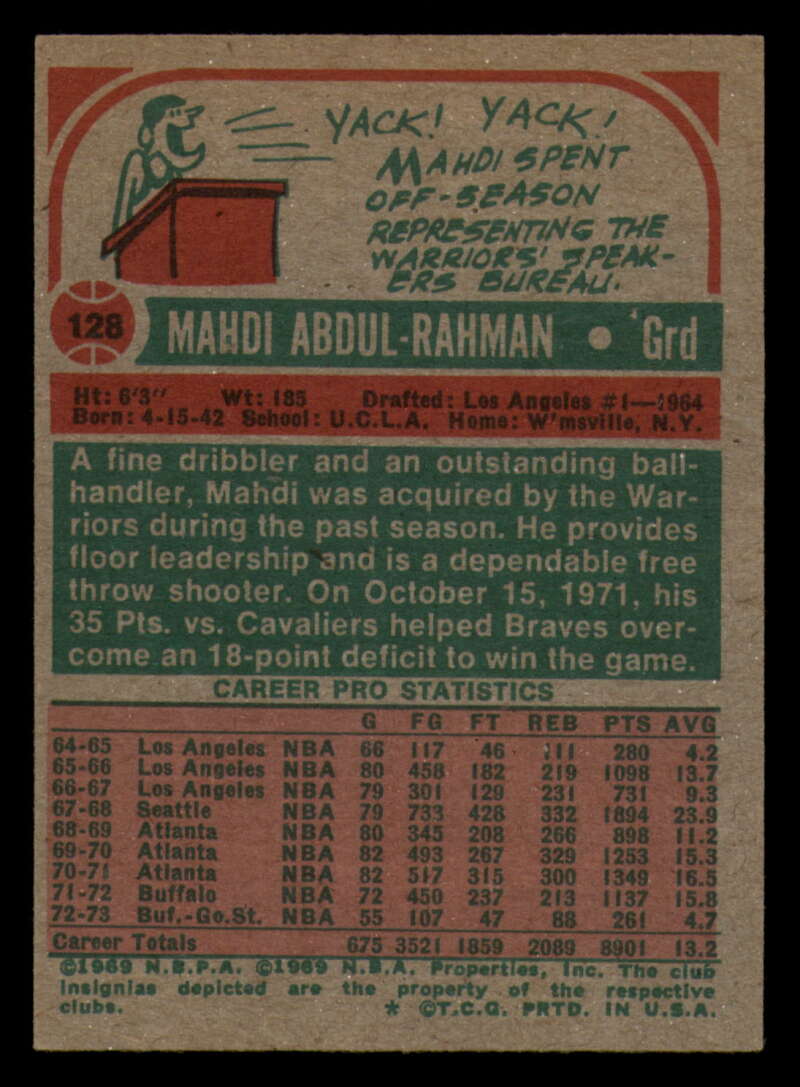 YACK! YACK!
MAHDI SPENT
OFF-SEASON
REPRESENTING THE
WARRIORS' SPEAK-
ERS BUREAU.
128 MAHDI ABDUL-RAHMAN • Grd
Ht: 6'3" Wt: 185 Drafted: Los Angeles #1—1964
Born: 4-15-42 School: U.C.L.A. Home: W'msville, N.Y.
A fine dribbler and an outstanding ball-
handler, Mahdi was acquired by the War-
riors during the past season. He provides
floor leadership and is a dependable free
throw shooter. On October 15, 1971, his
35 Pts. vs. Cavaliers helped Braves over-
come an 18-point deficit to win the game.
CAREER PRO STATISTICS
G FG FT REB PTS AVG
64-65 Los Angeles NBA 66 117 46 111 280 4.2
65-66 Los Angeles NBA 80 458 182 219 1098 13.7
66-67 Los Angeles NBA 79 301 129 231 731 9.3
67-68 Seattle NBA 79 733 428 332 1894 23.9
68-69 Atlanta NBA 80 345 208 266 898 11.2
69-70 Atlanta NBA 82 493 267 329 1253 15.3
70-71 Atlanta NBA 82 517 315 300 1349 16.5
71-72 Buffalo NBA 72 450 237 213 1137 15.8
72-73 Buf.-Go.St. NBA 55 107 47 88 261 4.7
Career Totals 675 3521 1859 2089 8901 13.2
©1969 N.B.P.A. ©1969 N.B.A. Properties, Inc. The club
insignias depicted are the property of the respective
clubs. * ©T.C.G. PRTD. IN U.S.A.